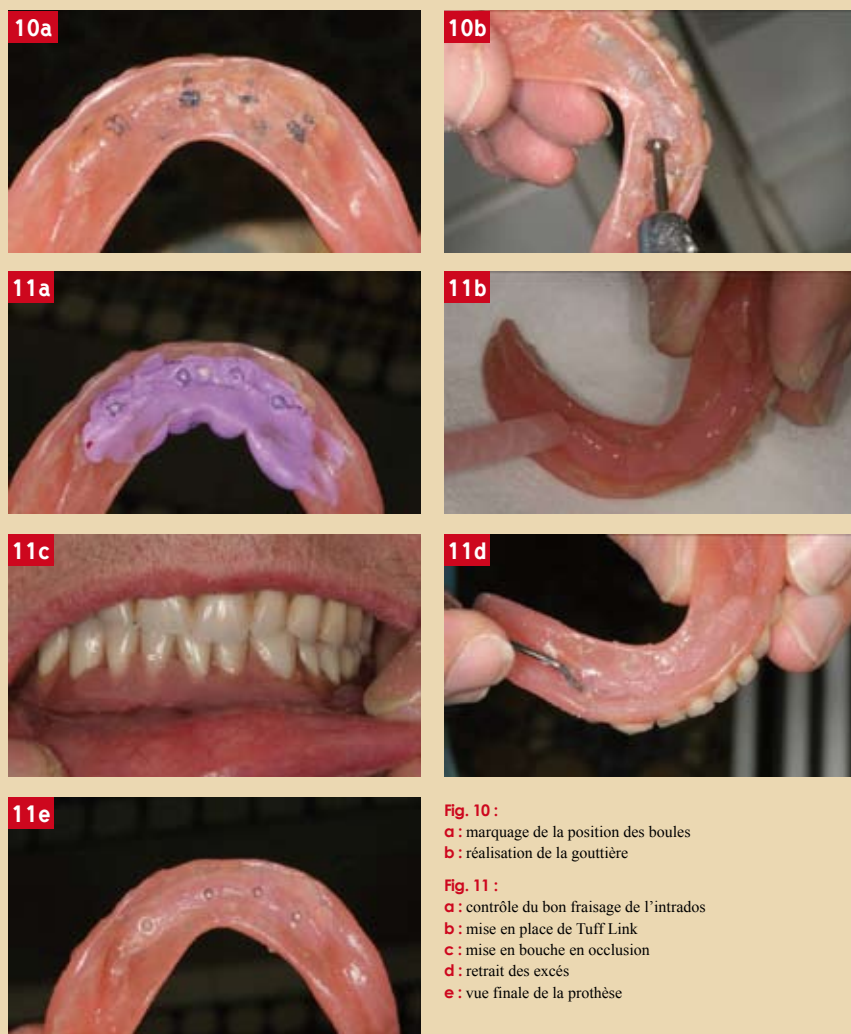 10a
10b
11a
11b
11c
11d
11e
Fig. 10 :
a : marquage de la position des boules
b : réalisation de la gouttière
Fig. 11 :
a : contrôle du bon fraisage de l’intrados
b : mise en place de Tuff Link
c : mise en bouche en occlusion
d : retrait des excés
e : vue finale de la prothèse